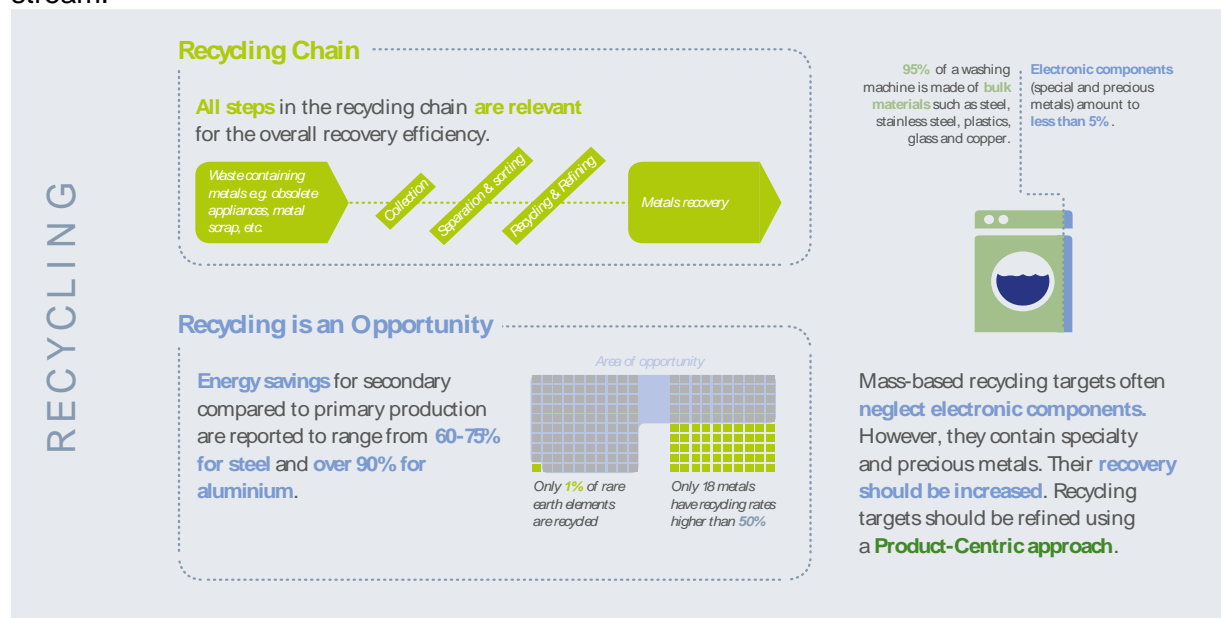 stream.
RECYCLING
Recycling Chain
All steps in the recycling chain are relevant
for the overall recovery efficiency.
Waste containing
metals e.g. obsolete
appliances, metal
scrap, etc.
Collection
Separation & sorting
Recycling & Refining
Metals recovery
Recycling is an Opportunity
Energy savings for secondary
compared to primary production
are reported to range from 60-75%
for steel and over 90% for
aluminium.
Area of opportunity
Only 1% of rare
earth elements
are recycled
Only 18 metals
have recycling rates
higher than 50%
95% of a washing
machine is made of bulk
materials such as steel,
stainless steel, plastics,
glass and copper.
Electronic components
(special and precious
metals) amount to
less than 5%.
Mass-based recycling targets often
neglect electronic components.
However, they contain specialty
and precious metals. Their recovery
should be increased. Recycling
targets should be refined using
a Product-Centric approach.